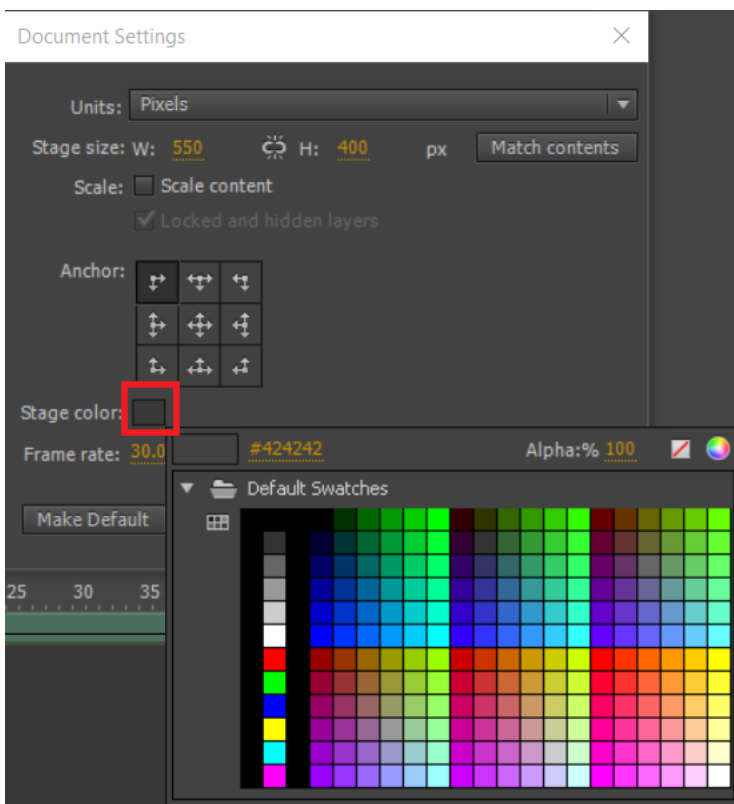 Document Settings
Units: Pixels
Stage size: W: 550 H: 400 px Match contents
Scale: Scale content
Locked and hidden layers
Anchor:
Stage color:
#424242 Alpha:% 100
Frame rate: 30.0
Default Swatches
Make Default
25 30 35